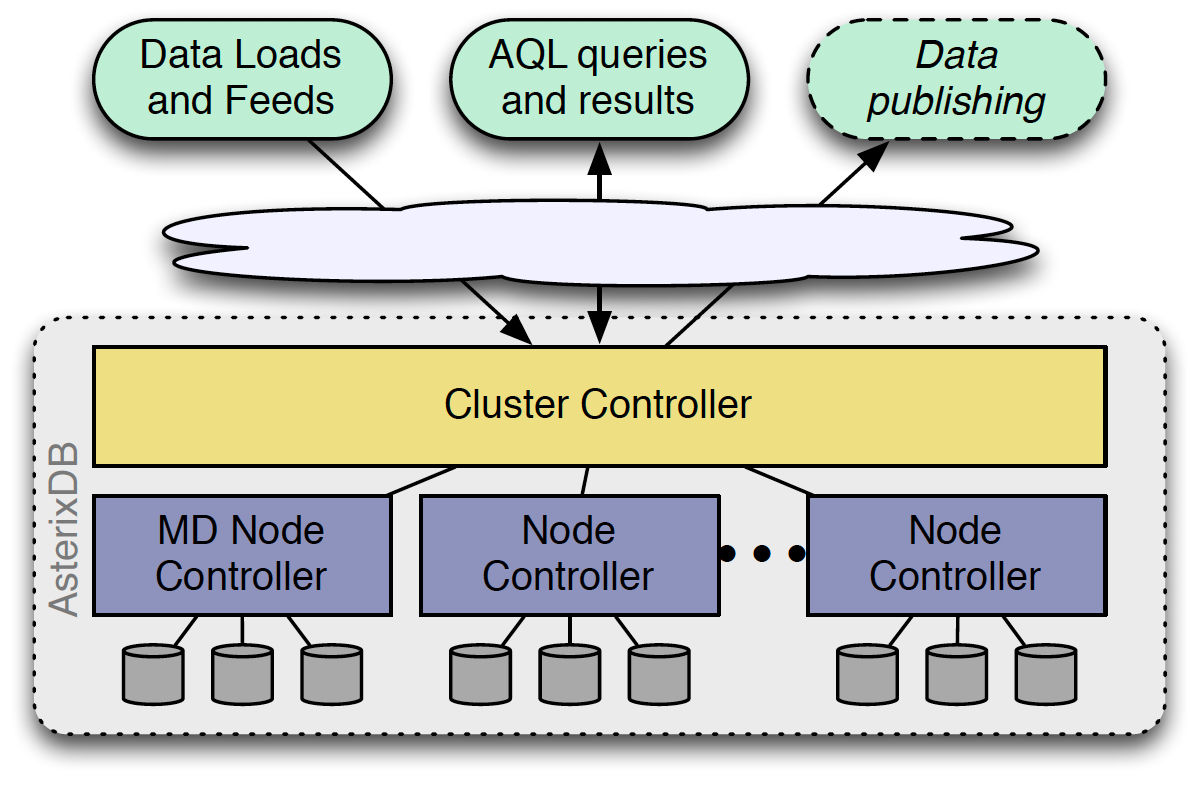 Data Loads
and Feeds
AQL queries
and results
Data
publishing
Cluster Controller
AsterixDB
MD Node
Controller
Node
Controller
Node
Controller